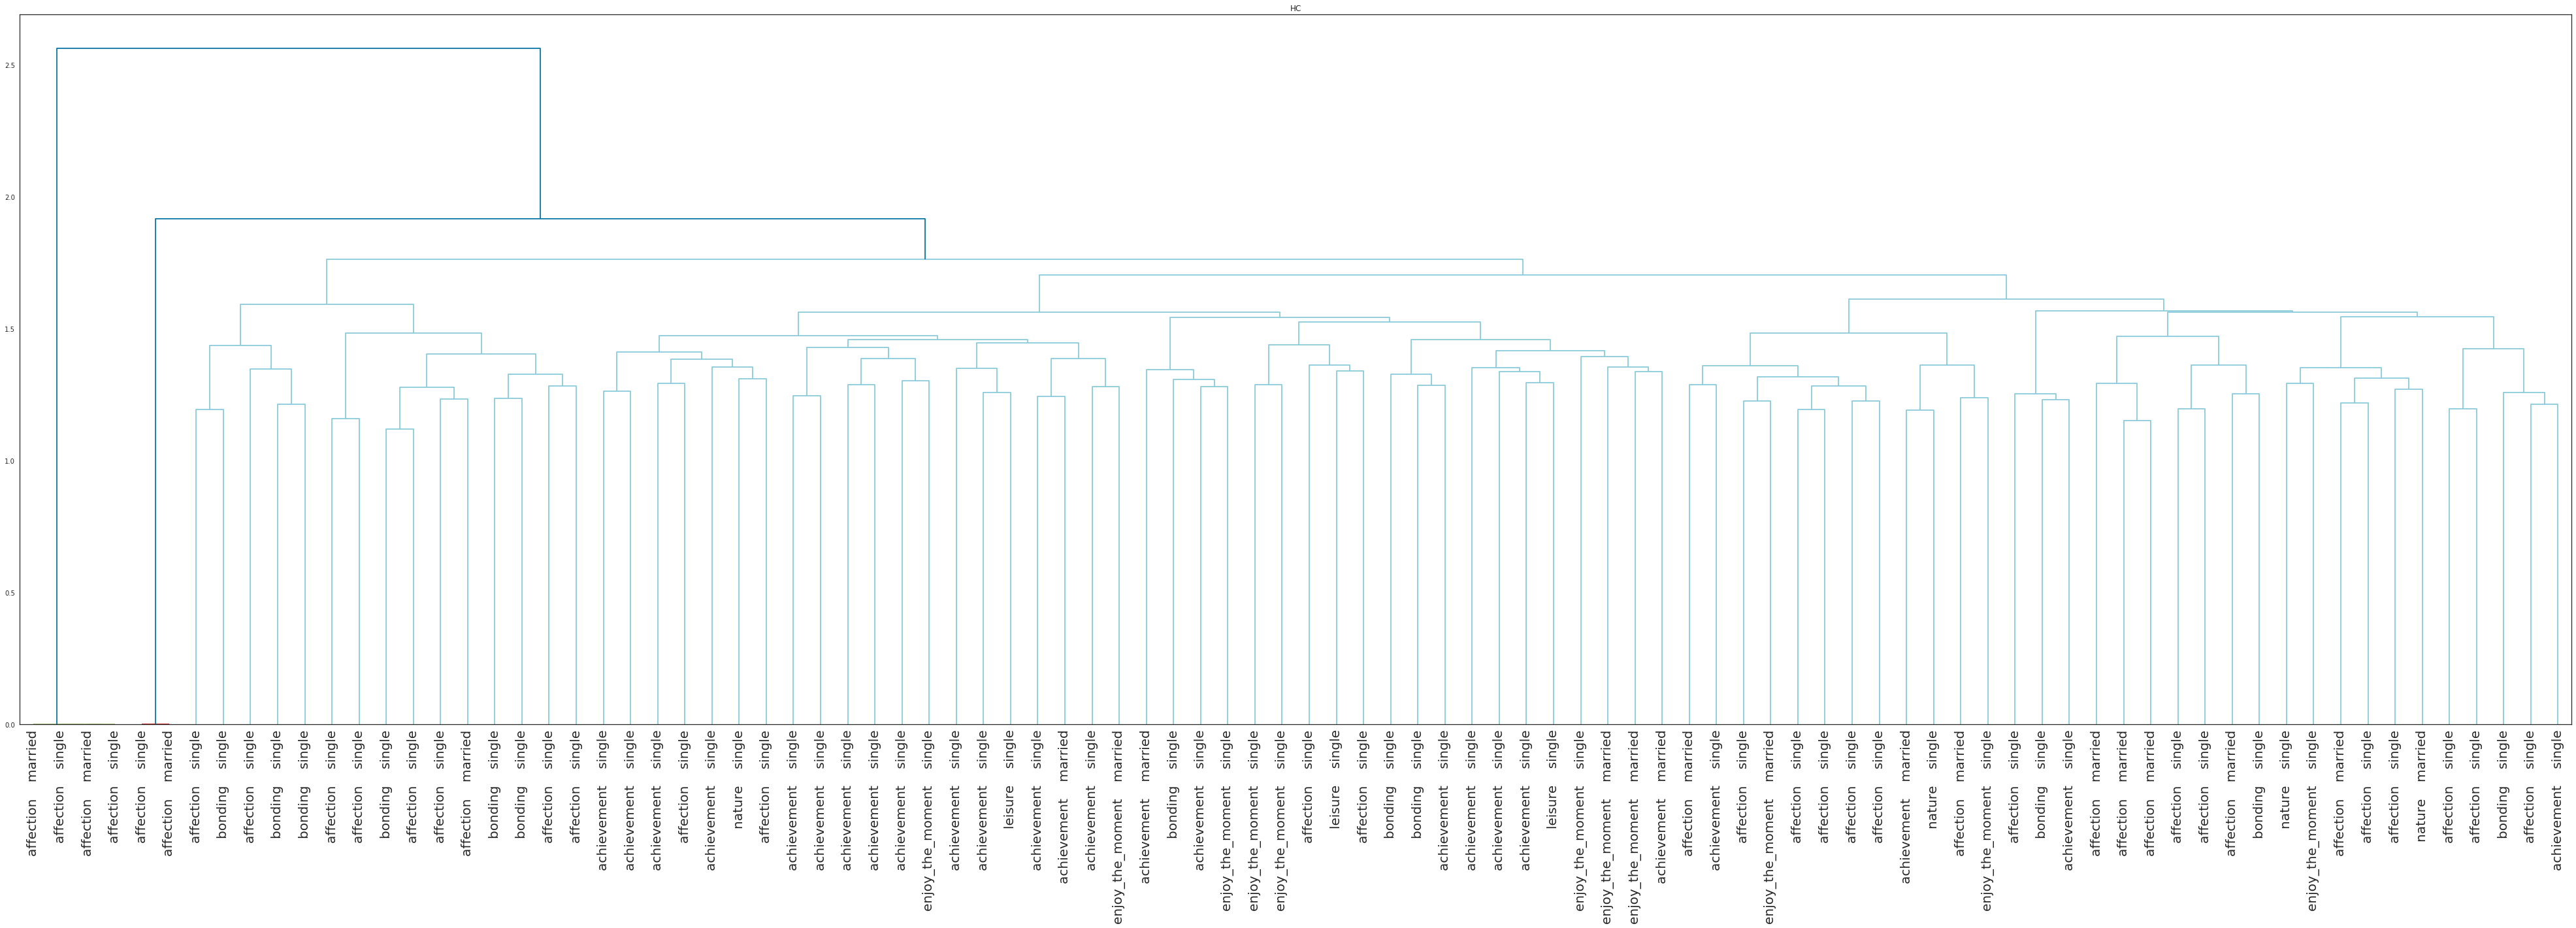 HC
2.5
2.0
1.5
1.0
0.5
0.0
affection married
affection single
affection married
affection single
affection single
affection married
affection single
bonding single
affection single
bonding single
bonding single
affection single
affection single
bonding single
affection single
affection single
affection married
bonding single
bonding single
affection single
affection single
achievement single
achievement single
achievement single
affection single
achievement single
nature single
affection single
achievement single
achievement single
achievement single
achievement single
achievement single
enjoy_the_moment single
achievement single
achievement single
leisure single
achievement single
achievement married
achievement single
enjoy_the_moment married
achievement married
bonding single
achievement single
enjoy_the_moment single
enjoy_the_moment single
enjoy_the_moment single
affection single
leisure single
affection single
bonding single
bonding single
achievement single
achievement single
achievement single
achievement single
leisure single
enjoy_the_moment single
enjoy_the_moment married
enjoy_the_moment married
achievement married
affection married
achievement single
affection single
enjoy_the_moment married
affection single
affection single
affection single
affection single
achievement married
nature single
affection married
enjoy_the_moment single
affection single
bonding single
achievement single
affection married
affection married
affection married
affection single
affection single
affection married
bonding single
nature single
enjoy_the_moment single
affection married
affection single
affection single
nature married
affection single
affection single
bonding single
affection single
achievement single